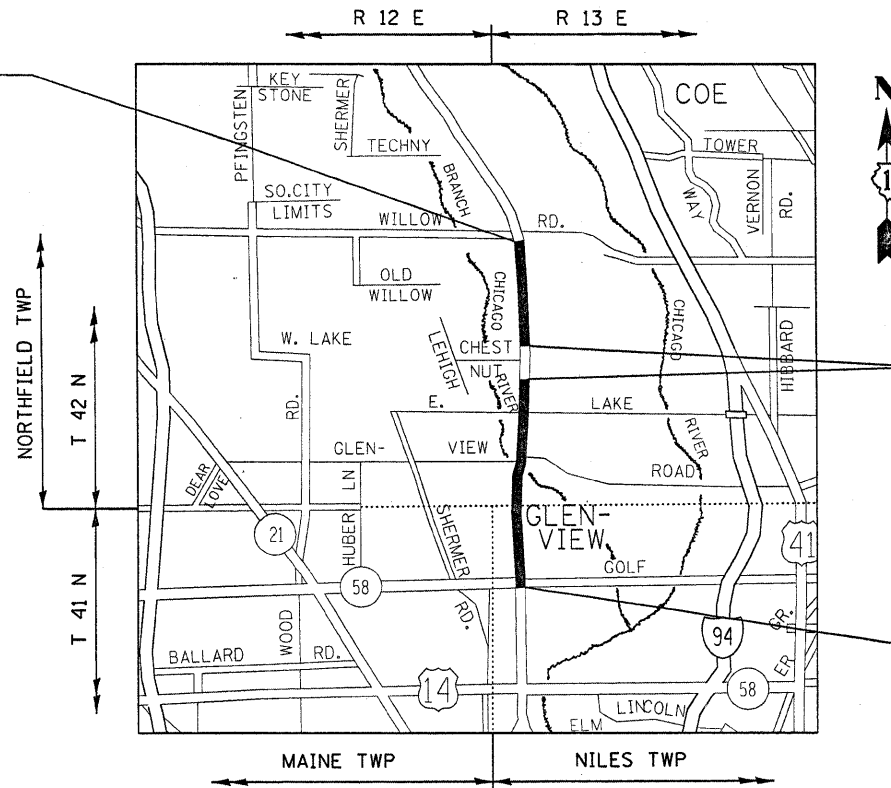 R 12 E
R 13 E
KEY
STONE
SHERMER
PFINGSTEN
TECHNY
COE
TOWER
N
1
BRANCH
SO.CITY
LIMITS
WAY
VERNON
RD.
WILLOW
RD.
OLD
WILLOW
CHICAGO
CHICAGO
NORTHFIELD TWP
T 42 N
W. LAKE
RD.
LEHIGH
CHEST
NUT
RIVER
HIBBARD
E.
LAKE
RIVER
GLEN-
VIEW
ROAD
DEAR
LOVE
HUBER LN
SHERMER
RD.
GLEN-
VIEW
21
41
58
GOLF
T 41 N
WOOD
94
GR.
ER
BALLARD
RD.
14
58
LINCOLN
ELM
MAINE TWP
NILES TWP